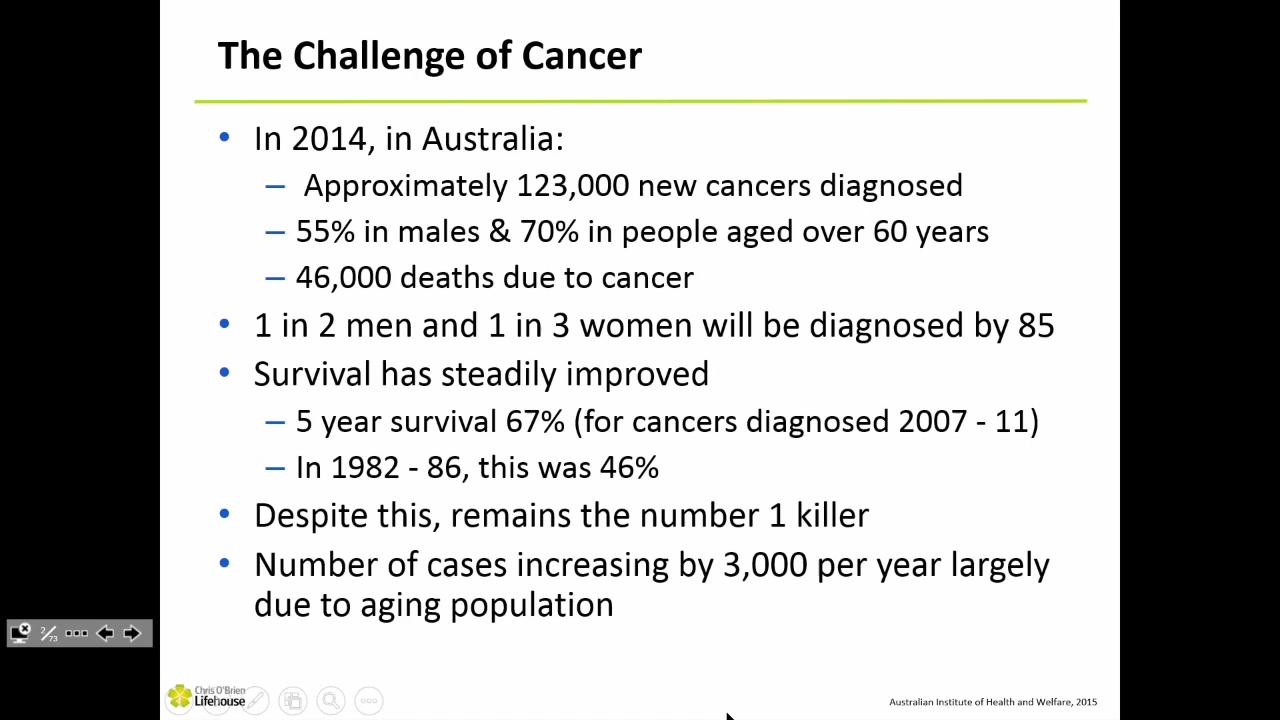 The Challenge of Cancer
• In 2014, in Australia:
– Approximately 123,000 new cancers diagnosed
– 55% in males & 70% in people aged over 60 years
– 46,000 deaths due to cancer
• 1 in 2 men and 1 in 3 women will be diagnosed by 85
• Survival has steadily improved
– 5 year survival 67% (for cancers diagnosed 2007 - 11)
– In 1982 - 86, this was 46%
• Despite this, remains the number 1 killer
• Number of cases increasing by 3,000 per year largely
due to aging population
2/73
Chris O'Brien
Lifehouse
Australian Institute of Health and Welfare, 2015